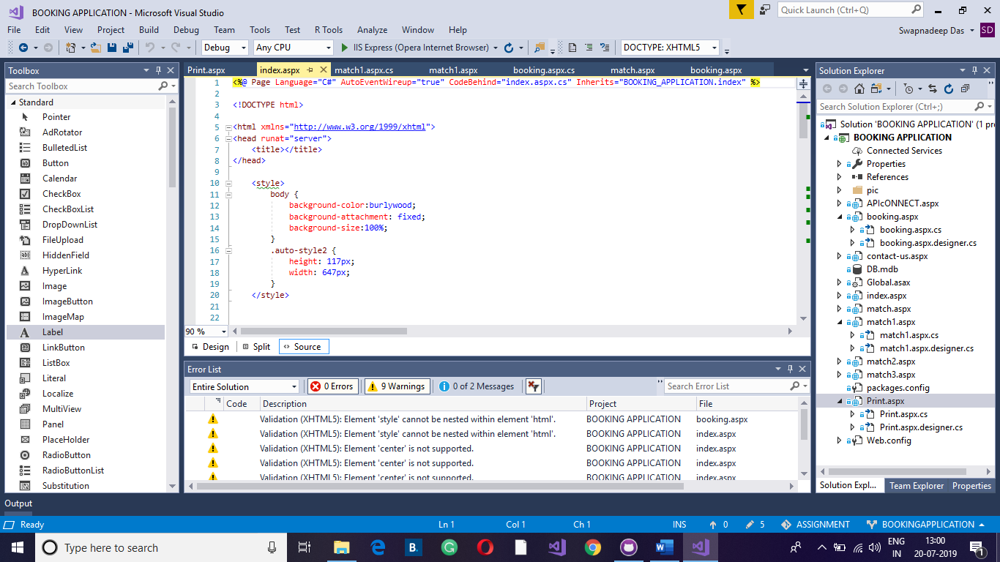 BOOKING APPLICATION - Microsoft Visual Studio
Quick Launch (Ctrl+Q)
File Edit View Project Build Debug Team Tools Test R Tools Analyze Window Help
Swapnadeep Das SD
Debug Any CPU IIS Express (Opera Internet Browser) DOCTYPE: XHTML5
Toolbox
Search Toolbox
Standard
Pointer
AdRotator
BulletedList
Button
Calendar
CheckBox
CheckBoxList
DropDownList
FileUpload
HiddenField
HyperLink
Image
ImageButton
ImageMap
Label
LinkButton
ListBox
Literal
Localize
MultiView
Panel
PlaceHolder
RadioButton
RadioButtonList
Substitution
Print.aspx index.aspx match1.aspx.cs match1.aspx booking.aspx.cs match.aspx booking.aspx
1 <%@ Page Language="C#" AutoEventWireup="true" CodeBehind="index.aspx.cs" Inherits="BOOKING_APPLICATION.index" %>
2
3 <!DOCTYPE html>
4
5 <html xmlns="http://www.w3.org/1999/xhtml">
6 <head runat="server">
7 <title></title>
8 </head>
9
10 <style>
11 body {
12 background-color:burlywood;
13 background-attachment: fixed;
14 background-size:100%;
15 }
16 .auto-style2 {
17 height: 117px;
18 width: 647px;
19 }
20 </style>
21
22
90 %
Design Split Source
Error List
Entire Solution 0 Errors 9 Warnings 0 of 2 Messages Search Error List
Code Description Project File
Validation (XHTML5): Element 'style' cannot be nested within element 'html'. BOOKING APPLICATION booking.aspx
Validation (XHTML5): Element 'style' cannot be nested within element 'html'. BOOKING APPLICATION index.aspx
Validation (XHTML5): Element 'center' is not supported. BOOKING APPLICATION index.aspx
Validation (XHTML5): Element 'center' is not supported. BOOKING APPLICATION index.aspx
Validation (XHTML5): Element 'center' is not supported. BOOKING APPLICATION index.aspx
Solution Explorer
Search Solution Explorer (Ctrl+;)
Solution 'BOOKING APPLICATION' (1 pr
BOOKING APPLICATION
Connected Services
Properties
References
pic
APIcONNECT.aspx
booking.aspx
booking.aspx.cs
booking.aspx.designer.cs
contact-us.aspx
DB.mdb
Global.asax
index.aspx
match.aspx
match1.aspx
match1.aspx.cs
match1.aspx.designer.cs
match2.aspx
match3.aspx
packages.config
Print.aspx
Print.aspx.cs
Print.aspx.designer.cs
Web.config
Solution Expl... Team Explorer Properties
Output
Ready Ln 1 Col 1 Ch 1 INS 0 5 ASSIGNMENT BOOKINGAPPLICATION
Type here to search
B.
ENG
IN
13:00
20-07-2019
1